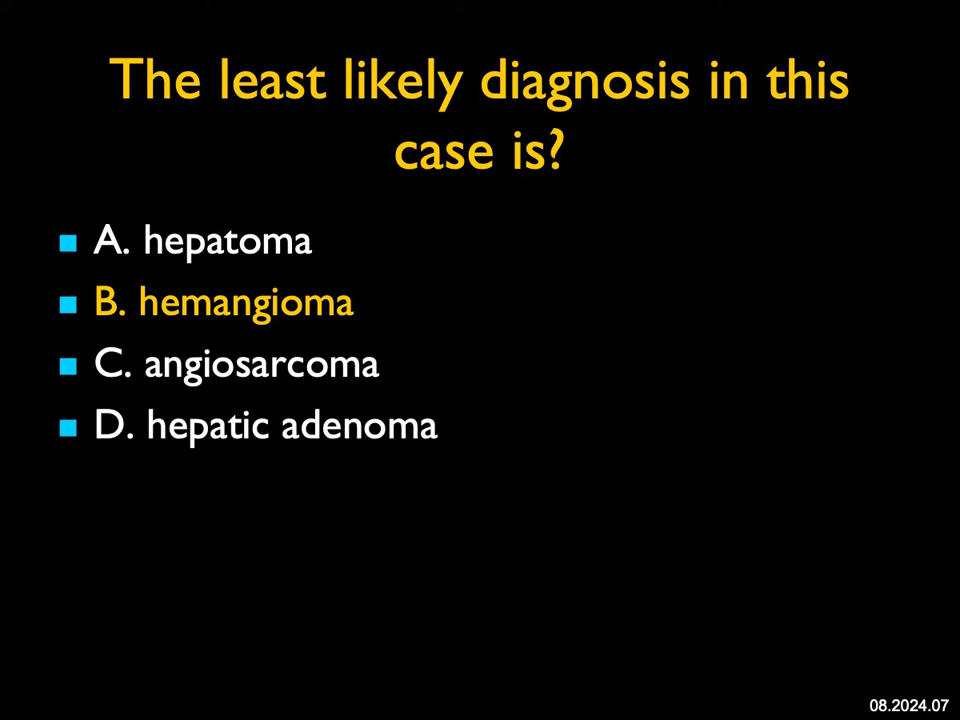 The least likely diagnosis in this
case is?
A. hepatoma
B. hemangioma
C. angiosarcoma
D. hepatic adenoma
08.2024.07